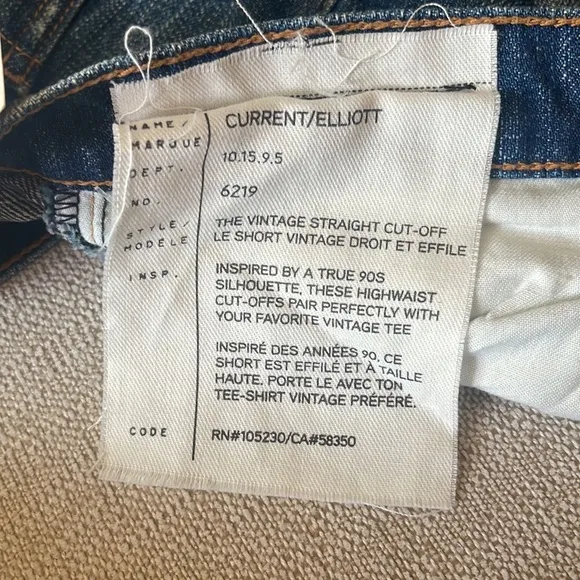 NAME/ CURRENT/ELLIOTT
MARQUE
DEPT. 10.15.9.5
NO. 6219
STYLE/ THE VINTAGE STRAIGHT CUT-OFF
MODÈLE LE SHORT VINTAGE DROIT ET EFFILE
INSP. INSPIRED BY A TRUE 90S
SILHOUETTE, THESE HIGHWAIST
CUT-OFFS PAIR PERFECTLY WITH
YOUR FAVORITE VINTAGE TEE
INSPIRÉ DES ANNÉES 90, CE
SHORT EST EFFILÉ ET À TAILLE
HAUTE. PORTE LE AVEC TON
TEE-SHIRT VINTAGE PRÉFÉRÉ.
CODE RN#105230/CA#58350